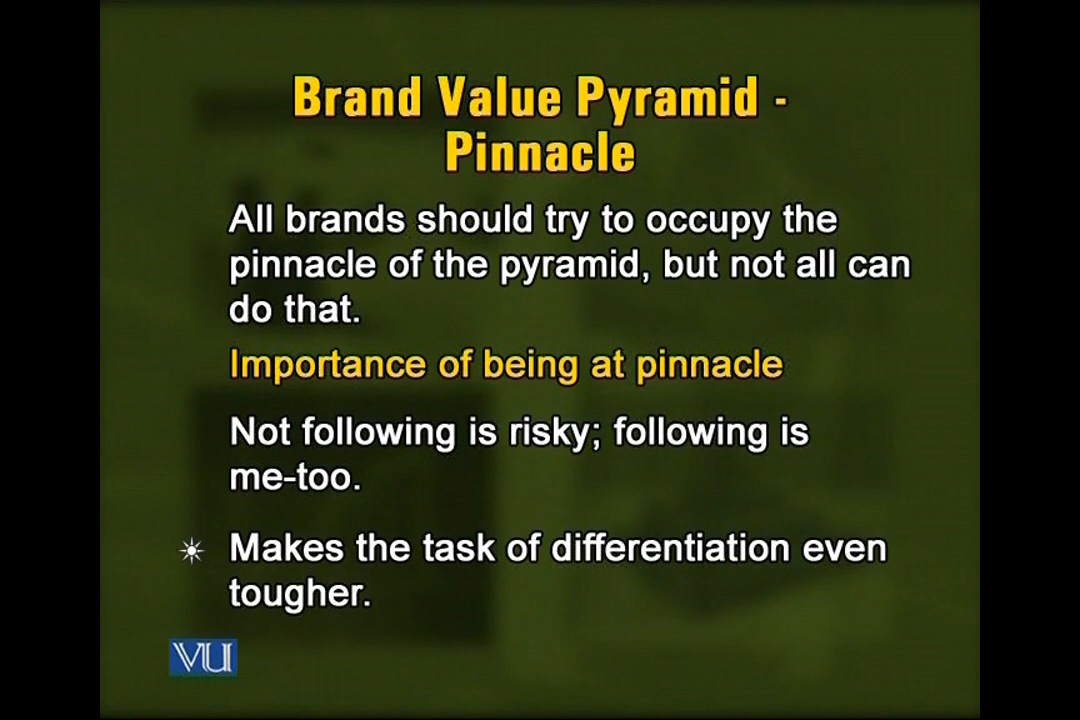 Brand Value Pyramid -
Pinnacle
All brands should try to occupy the
pinnacle of the pyramid, but not all can
do that.
Importance of being at pinnacle
Not following is risky; following is
me-too.
Makes the task of differentiation even
tougher.
VU